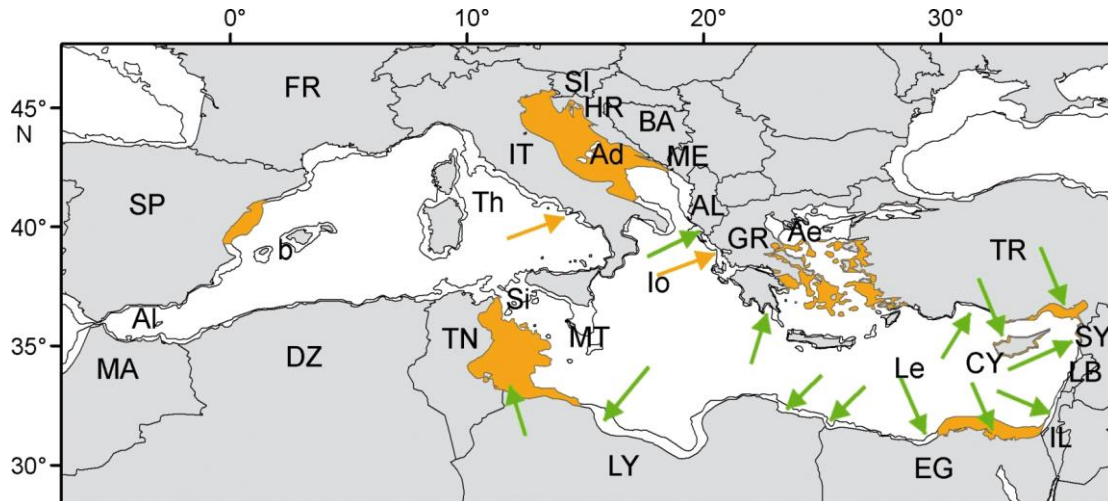 0° 10° 20° 30°
45°
N
40°
35°
30°
FR
SI
HR
BA
IT
Ad
ME
SP
Th
AL
GR
Ae
TR
b
Io
Al
Si
TN
MT
MA
DZ
Le
CY
SY
LB
LY
EG
IL